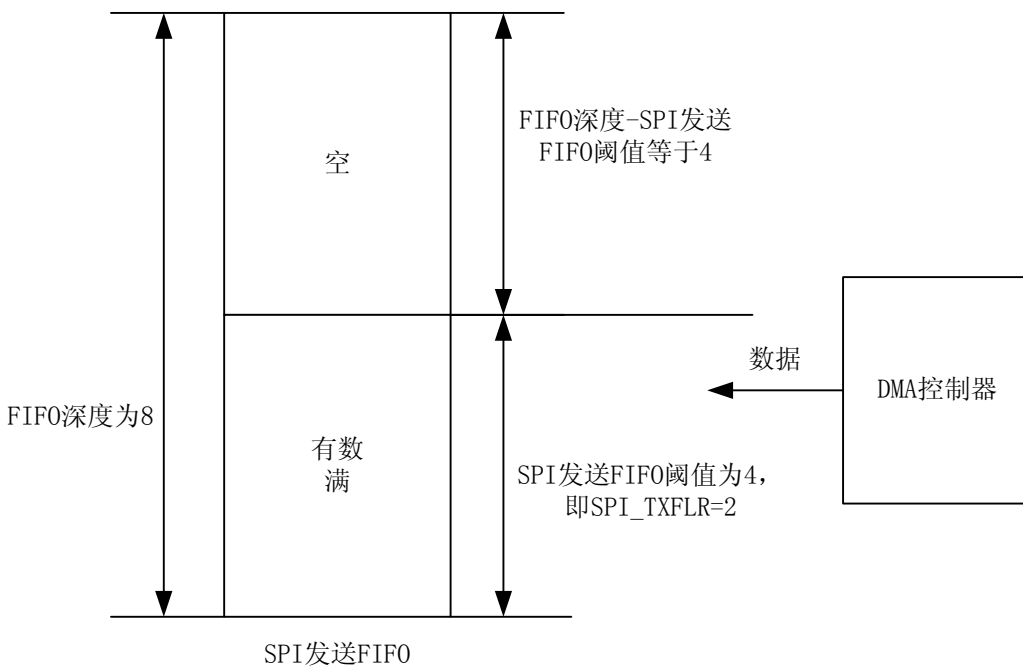 FIFO深度-SPI发送
FIFO阈值等于4
空
数据
DMA控制器
FIFO深度为8
有数
满
SPI发送FIFO阈值为4，
即SPI_TXFLR=2
SPI发送FIFO